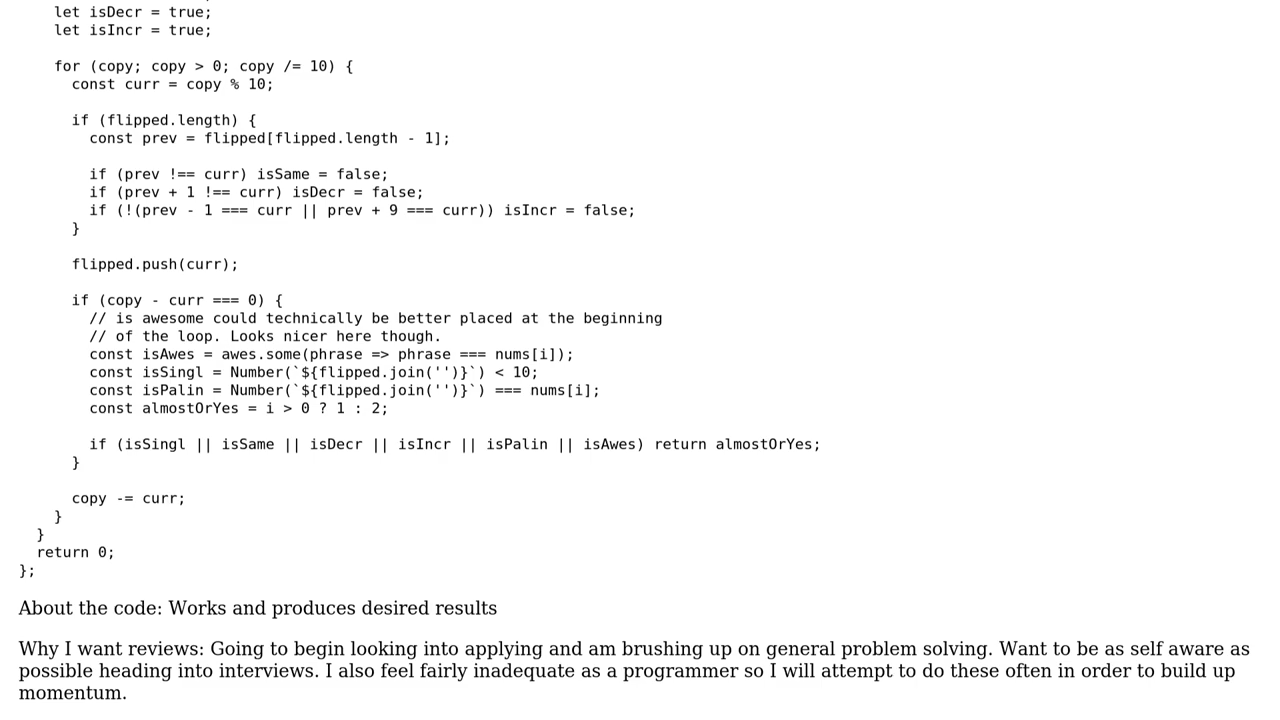 let isDecr = true;
let isIncr = true;
for (copy; copy > 0; copy /= 10) {
const curr = copy % 10;
if (flipped.length) {
const prev = flipped[flipped.length - 1];
if (prev !== curr) isSame = false;
if (prev + 1 !== curr) isDecr = false;
if (!(prev - 1 === curr || prev + 9 === curr)) isIncr = false;
}
flipped.push(curr);
if (copy - curr === 0) {
// is awesome could technically be better placed at the beginning
// of the loop. Looks nicer here though.
const isAwes = awes.some(phrase => phrase === nums[i]);
const isSingl = Number(`${flipped.join('')}`) < 10;
const isPalin = Number(`${flipped.join('')}`) === nums[i];
const almostOrYes = i > 0 ? 1 : 2;
if (isSingl || isSame || isDecr || isIncr || isPalin || isAwes) return almostOrYes;
}
copy -= curr;
}
}
return 0;
};
About the code: Works and produces desired results
Why I want reviews: Going to begin looking into applying and am brushing up on general problem solving. Want to be as self aware as
possible heading into interviews. I also feel fairly inadequate as a programmer so I will attempt to do these often in order to build up
momentum.